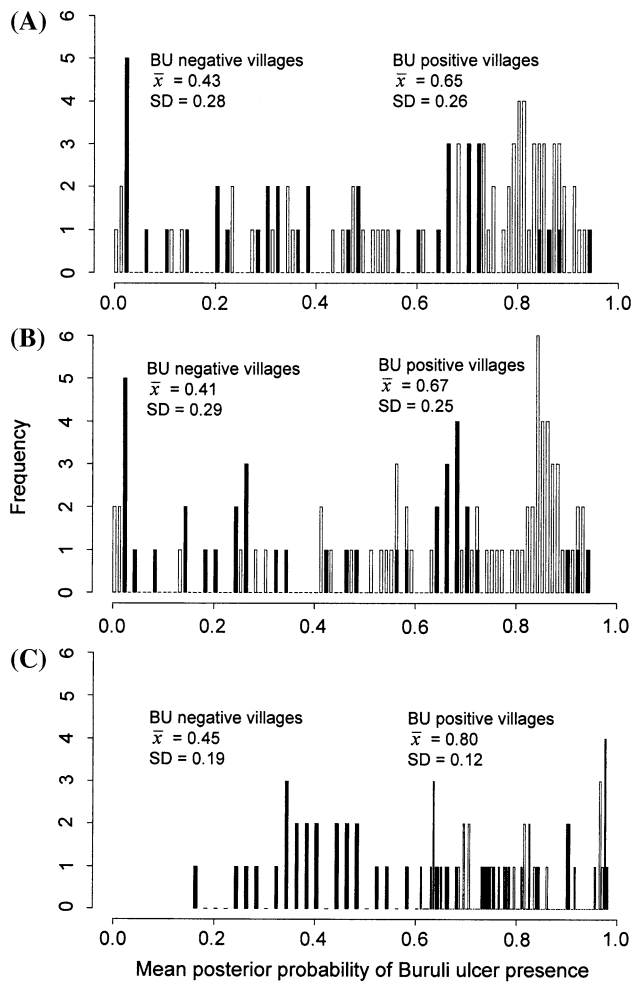 (A)
6
5
4
3
2
1
0
BU negative villages
x̅ = 0.43
SD = 0.28
BU positive villages
x̅ = 0.65
SD = 0.26
0.0 0.2 0.4 0.6 0.8 1.0
(B)
6
5
4
3
2
1
0
BU negative villages
x̅ = 0.41
SD = 0.29
BU positive villages
x̅ = 0.67
SD = 0.25
Frequency
0.0 0.2 0.4 0.6 0.8 1.0
(C)
6
5
4
3
2
1
0
BU negative villages
x̅ = 0.45
SD = 0.19
BU positive villages
x̅ = 0.80
SD = 0.12
0.0 0.2 0.4 0.6 0.8 1.0
Mean posterior probability of Buruli ulcer presence